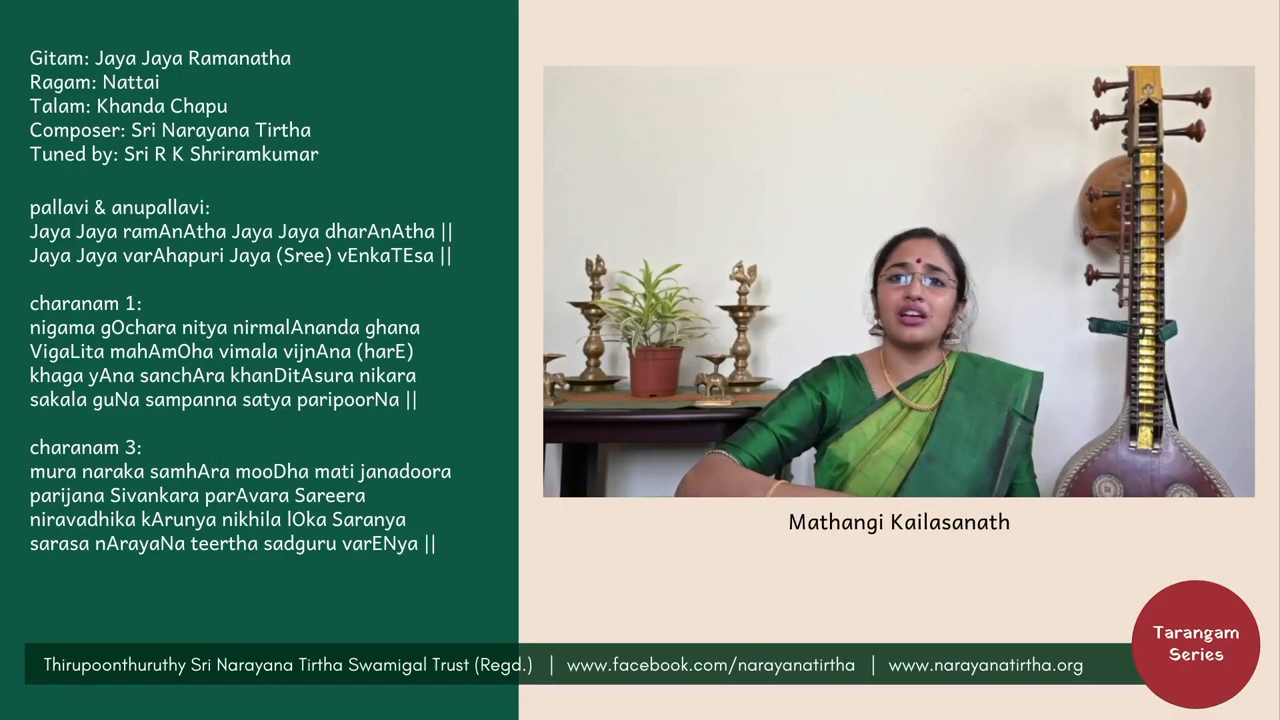 Gitam: Jaya Jaya Ramanatha
Ragam: Nattai
Talam: Khanda Chapu
Composer: Sri Narayana Tirtha
Tuned by: Sri R K Shriramkumar
pallavi & anupallavi:
Jaya Jaya ramAnAtha Jaya Jaya dharAnAtha ||
Jaya Jaya varAhapuri Jaya (Sree) vEnkaTEsa ||
charanam 1:
nigama gOchara nitya nirmalAnanda ghana
VigaLita mahAmOha vimala vijnAna (harE)
khaga yAna sanchAra khanDitAsura nikara
sakala guNa sampanna satya paripoorNa ||
charanam 3:
mura naraka samhAra mooDha mati janadoora
parijana Sivankara parAvara Sareera
niravadhika kArunya nikhila lOka Saranya
sarasa nArayaNa teertha sadguru varENya ||
Mathangi Kailasanath
Tarangam
Series
Thirupoonthuruthy Sri Narayana Tirtha Swamigal Trust (Regd.) | www.facebook.com/narayanatirtha | www.narayanatirtha.org